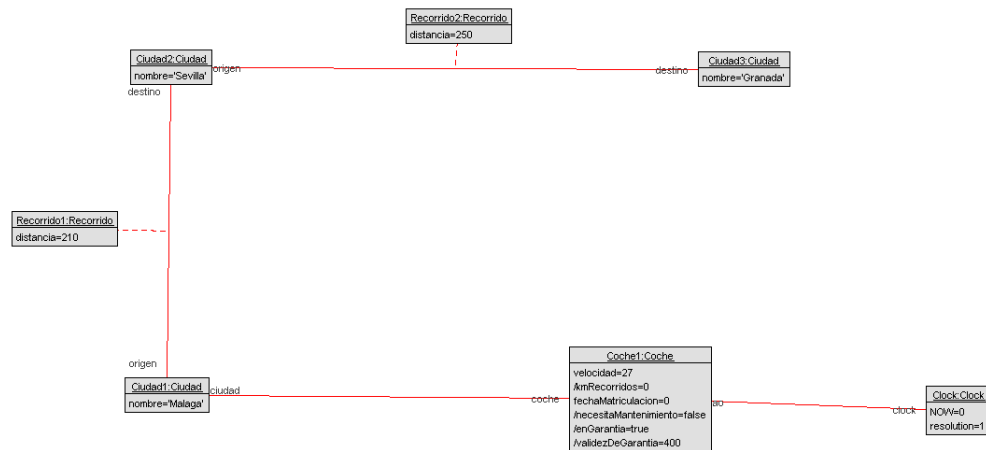 Recorrido2:Recorrido
distancia=250
Ciudad2:Ciudad
nombre='Sevilla'
origen
destino
Ciudad3:Ciudad
nombre='Granada'
destino
Recorrido1:Recorrido
distancia=210
origen
Ciudad1:Ciudad
nombre='Malaga'
ciudad
coche
Coche1:Coche
velocidad=27
/kmRecorridos=0
fechaMatriculacion=0
/necesitaMantenimiento=false
/enGarantia=true
/validezDeGarantia=400
ao
clock
Clock:Clock
NOW=0
resolution=1